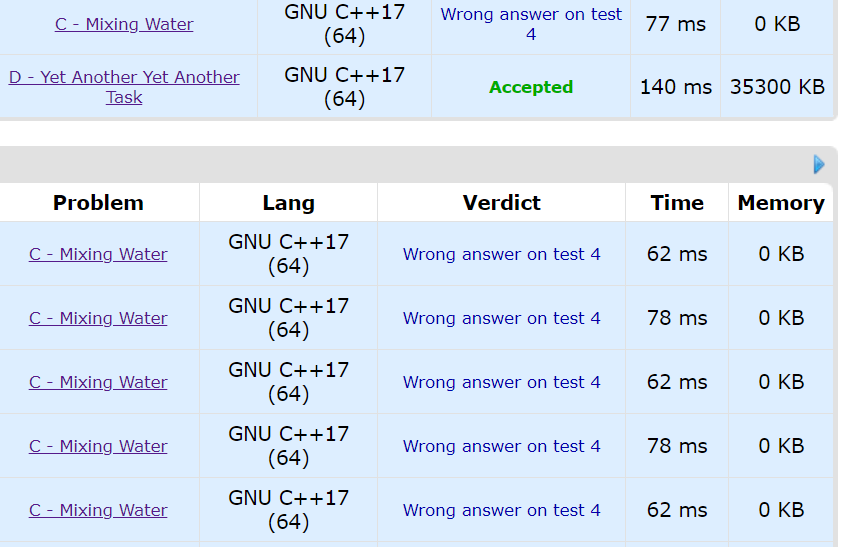 C - Mixing Water GNU C++17 (64) Wrong answer on test 4 77 ms 0 KB
D - Yet Another Yet Another Task GNU C++17 (64) Accepted 140 ms 35300 KB
Problem Lang Verdict Time Memory
C - Mixing Water GNU C++17 (64) Wrong answer on test 4 62 ms 0 KB
C - Mixing Water GNU C++17 (64) Wrong answer on test 4 78 ms 0 KB
C - Mixing Water GNU C++17 (64) Wrong answer on test 4 62 ms 0 KB
C - Mixing Water GNU C++17 (64) Wrong answer on test 4 78 ms 0 KB
C - Mixing Water GNU C++17 (64) Wrong answer on test 4 62 ms 0 KB